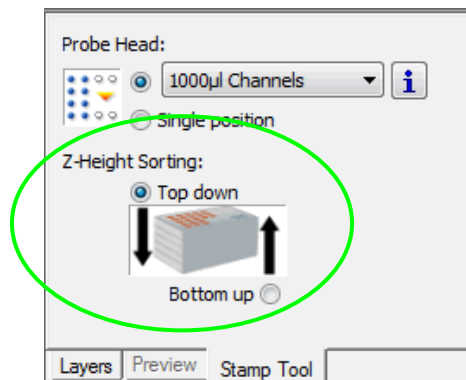 Probe Head:
1000µl Channels
i
Single position
Z-Height Sorting:
Top down
Bottom up
Layers Preview Stamp Tool